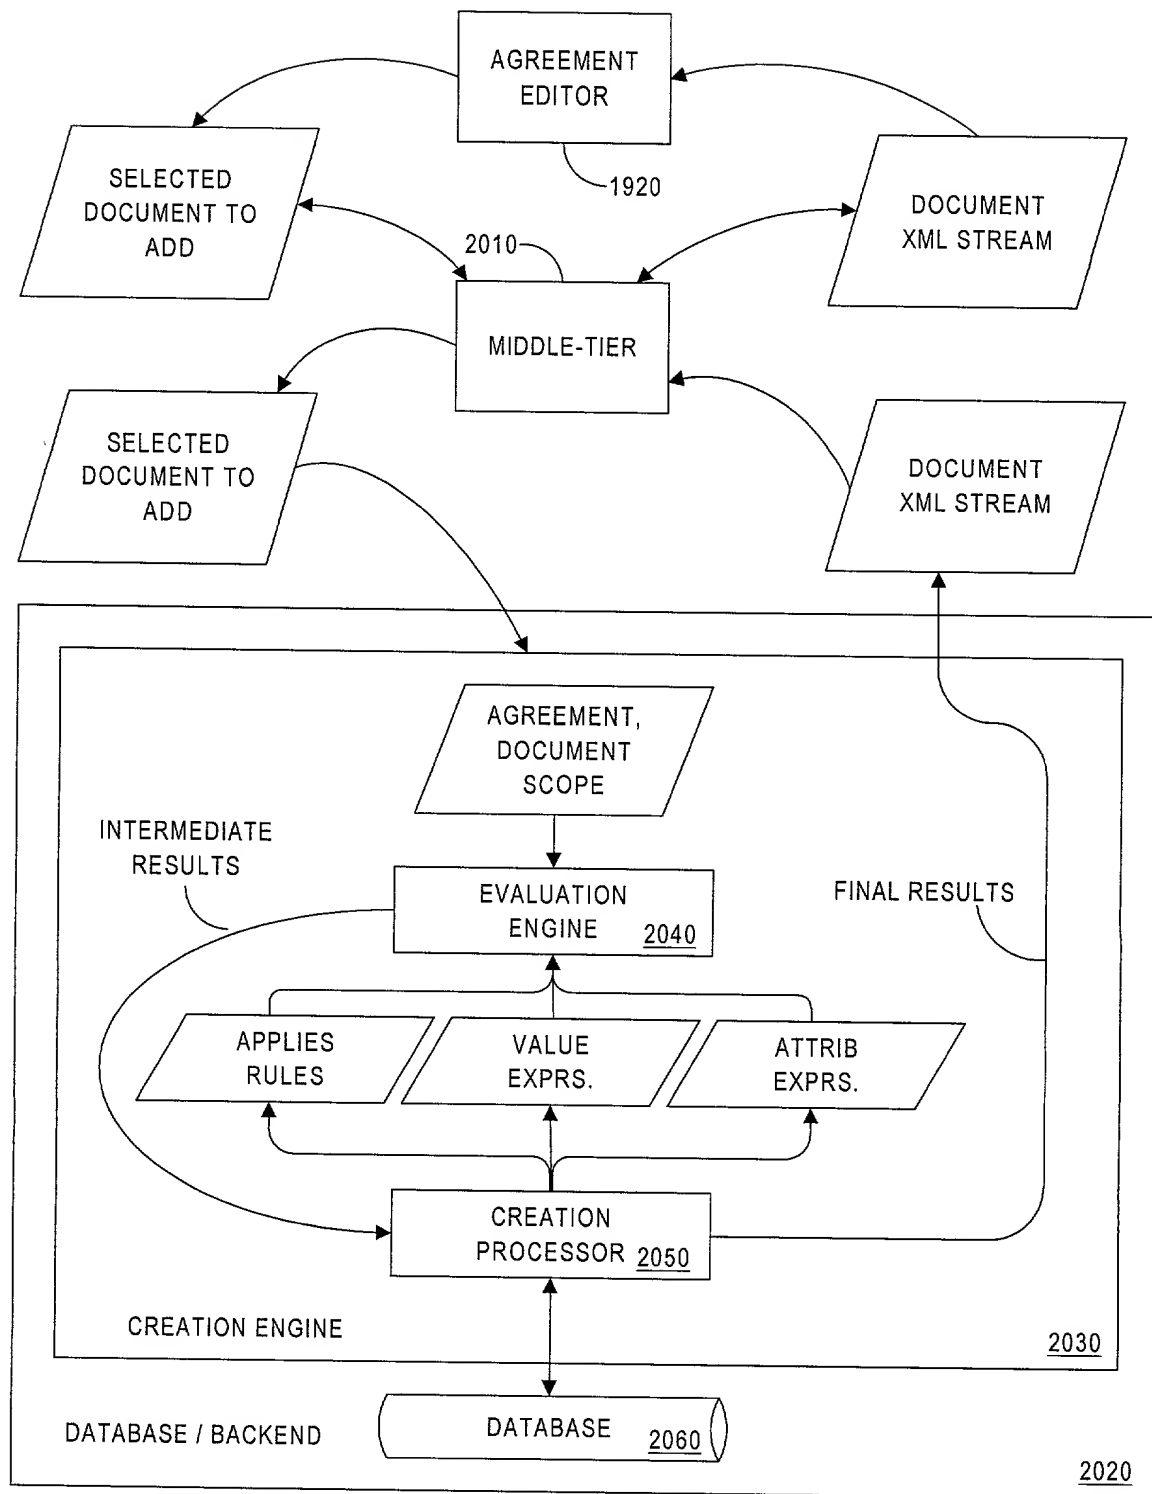 AGREEMENT
EDITOR
1920
SELECTED
DOCUMENT TO
ADD
DOCUMENT
XML STREAM
2010
MIDDLE-TIER
SELECTED
DOCUMENT TO
ADD
DOCUMENT
XML STREAM
AGREEMENT,
DOCUMENT
SCOPE
INTERMEDIATE
RESULTS
EVALUATION
ENGINE
2040
FINAL RESULTS
APPLIES
RULES
VALUE
EXPRS.
ATTRIB
EXPRS.
CREATION
PROCESSOR
2050
CREATION ENGINE
2030
DATABASE
2060
DATABASE / BACKEND
2020